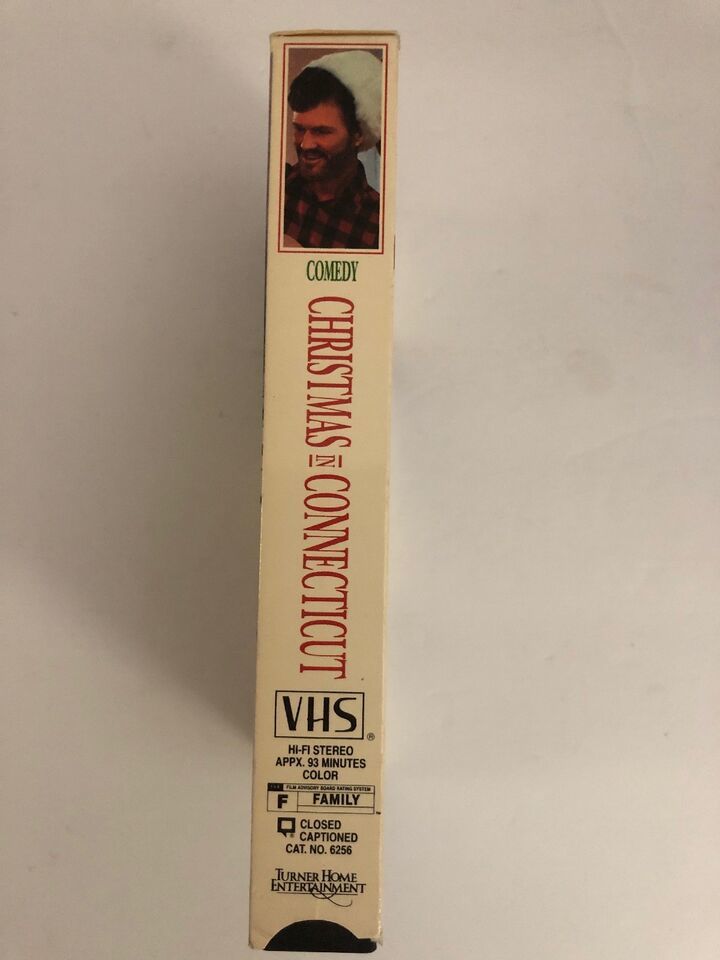 COMEDY
CHRISTMAS IN CONNECTICUT
VHS®
HI-FI STEREO
APPX. 93 MINUTES
COLOR
FILM ADVISORY BOARD RATING SYSTEM
F FAMILY™
CLOSED
CAPTIONED
CAT. NO. 6256
TURNER HOME
ENTERTAINMENT